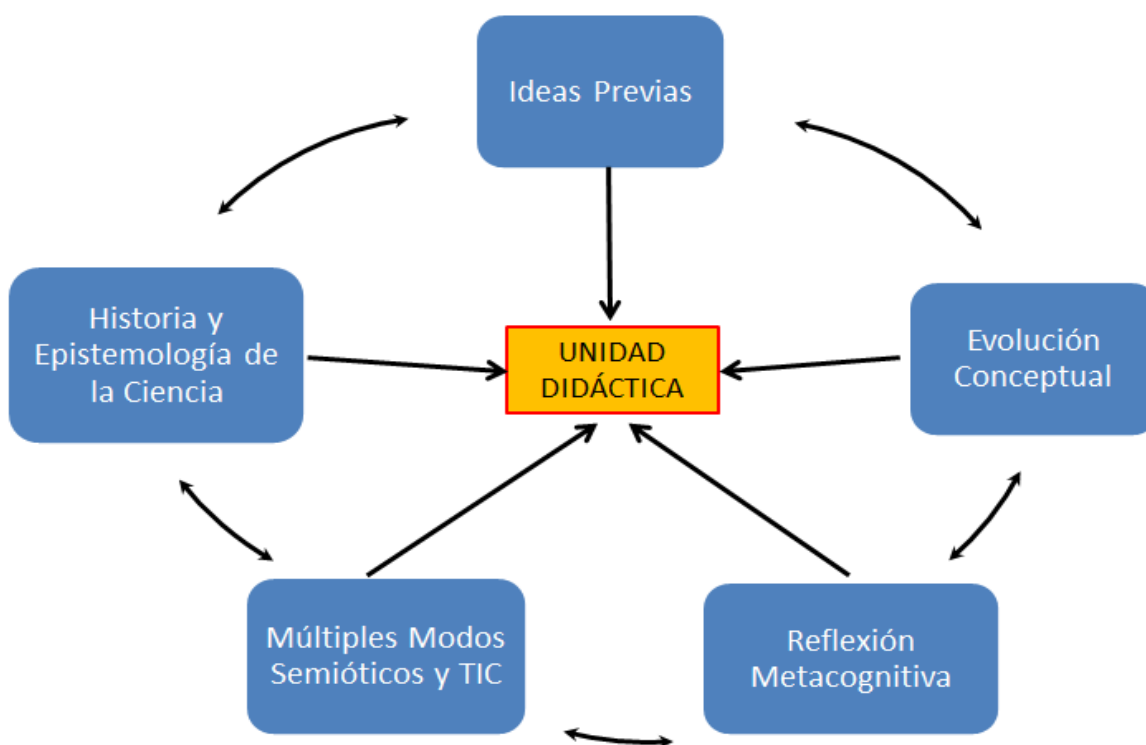 Ideas Previas
Historia y
Epistemología de
la Ciencia
UNIDAD
DIDÁCTICA
Evolución
Conceptual
Múltiples Modos
Semióticos y TIC
Reflexión
Metacognitiva